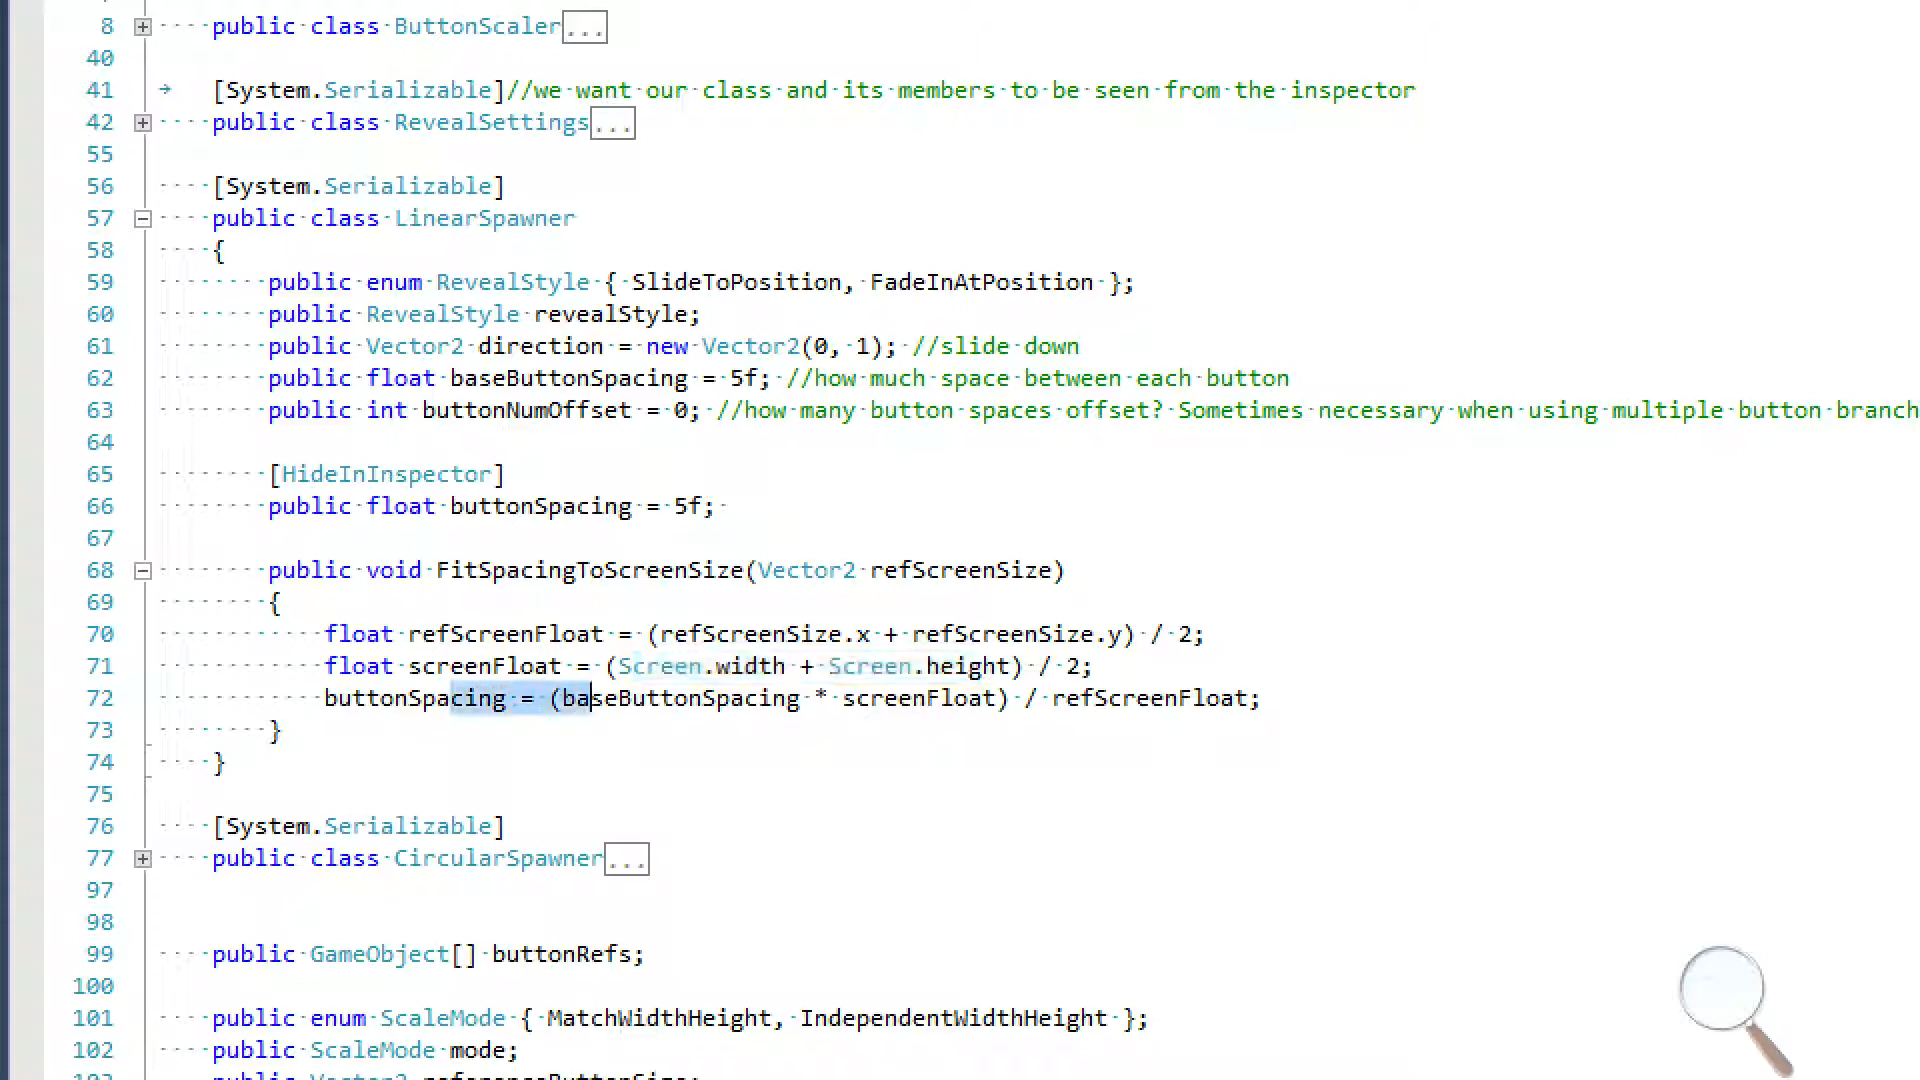 8 public class ButtonScaler...
40
41 [System.Serializable]//we want our class and its members to be seen from the inspector
42 public class RevealSettings...
55
56 [System.Serializable]
57 public class LinearSpawner
58 {
59 public enum RevealStyle { SlideToPosition, FadeInAtPosition };
60 public RevealStyle revealStyle;
61 public Vector2 direction = new Vector2(0, 1); //slide down
62 public float baseButtonSpacing = 5f; //how much space between each button
63 public int buttonNumOffset = 0; //how many button spaces offset? Sometimes necessary when using multiple button branch
64
65 [HideInInspector]
66 public float buttonSpacing = 5f;
67
68 public void FitSpacingToScreenSize(Vector2 refScreenSize)
69 {
70 float refScreenFloat = (refScreenSize.x + refScreenSize.y) / 2;
71 float screenFloat = (Screen.width + Screen.height) / 2;
72 buttonSpacing = (baseButtonSpacing * screenFloat) / refScreenFloat;
73 }
74 }
75
76 [System.Serializable]
77 public class CircularSpawner...
97
98
99 public GameObject[] buttonRefs;
100
101 public enum ScaleMode { MatchWidthHeight, IndependentWidthHeight };
102 public ScaleMode mode;